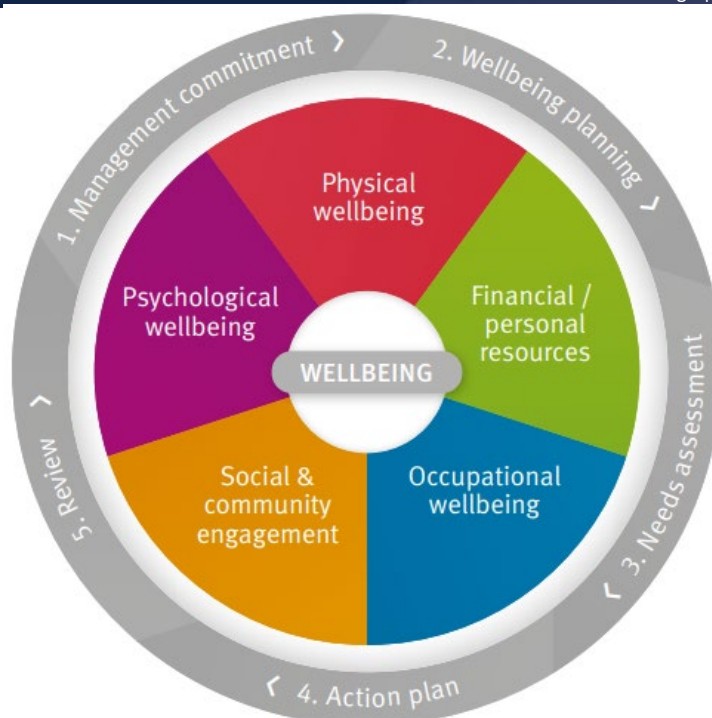 1. Management commitment >
2. Wellbeing planning >
3. Needs assessment >
4. Action plan >
5. Review >
Physical
wellbeing
Financial /
personal
resources
Occupational
wellbeing
Social &
community
engagement
Psychological
wellbeing
WELLBEING